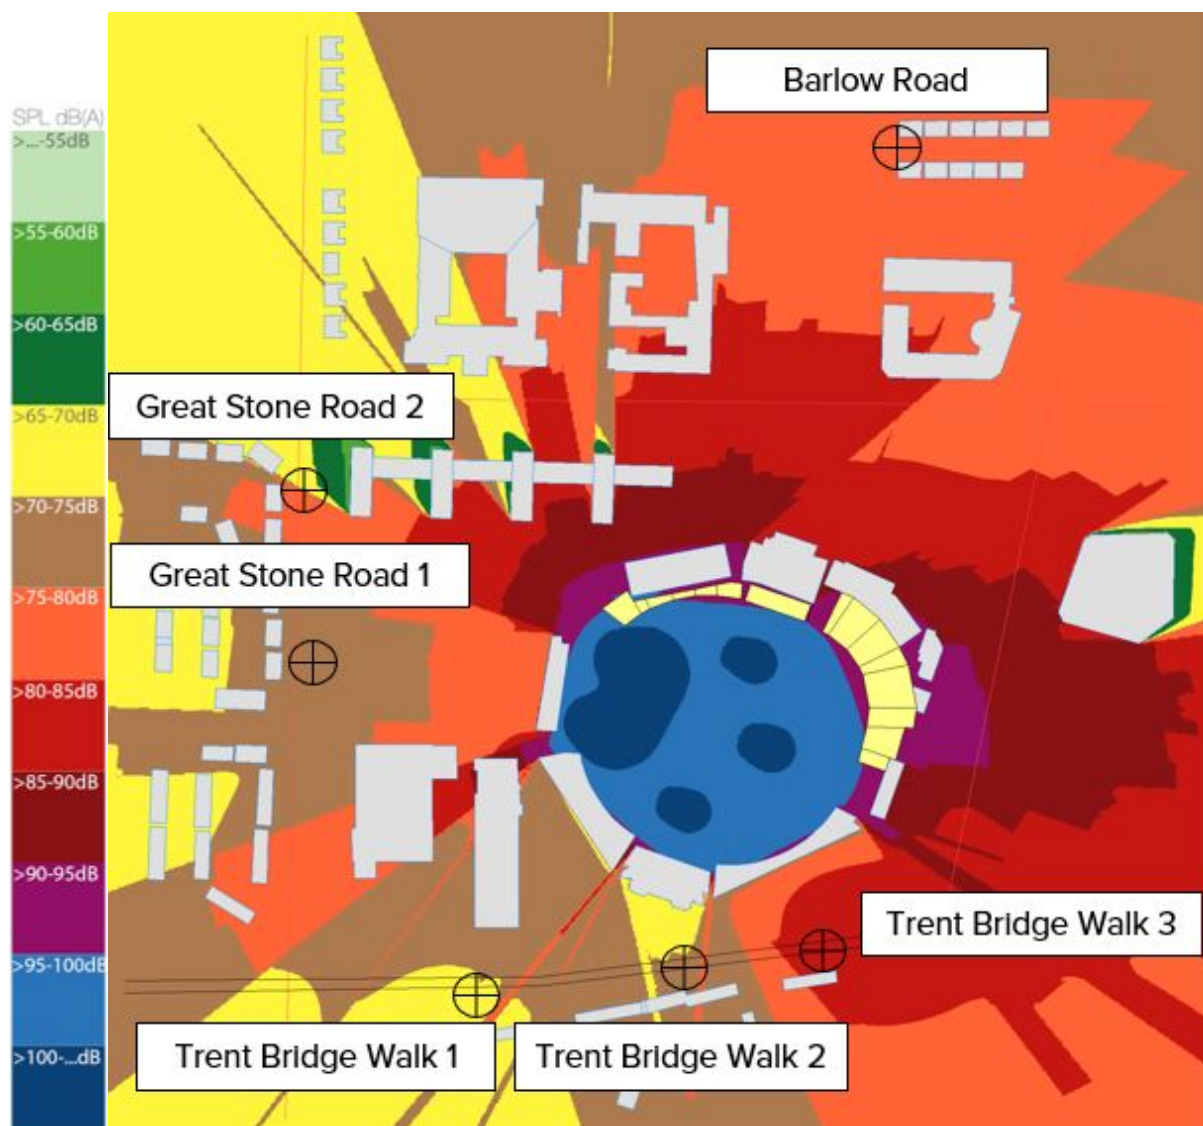 SPL dB(A)
>...-55dB
>55-60dB
>60-65dB
>65-70dB
>70-75dB
>75-80dB
>80-85dB
>85-90dB
>90-95dB
>95-100dB
>100-...dB
Barlow Road
Great Stone Road 2
Great Stone Road 1
Trent Bridge Walk 3
Trent Bridge Walk 1
Trent Bridge Walk 2